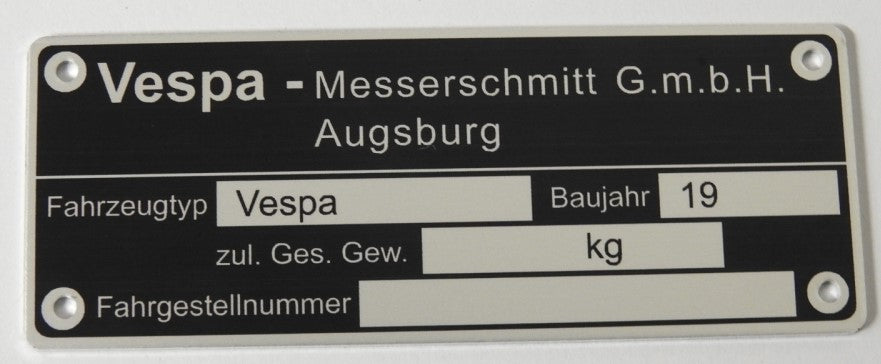 Vespa - Messerschmitt G.m.b.H.
Augsburg
Fahrzeugtyp Vespa Baujahr 19
zul. Ges. Gew. kg
Fahrgestellnummer